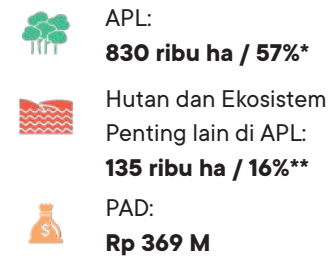 APL:
830 ribu ha / 57%*
Hutan dan Ekosistem
Penting lain di APL:
135 ribu ha / 16%**
PAD:
Rp 369 M